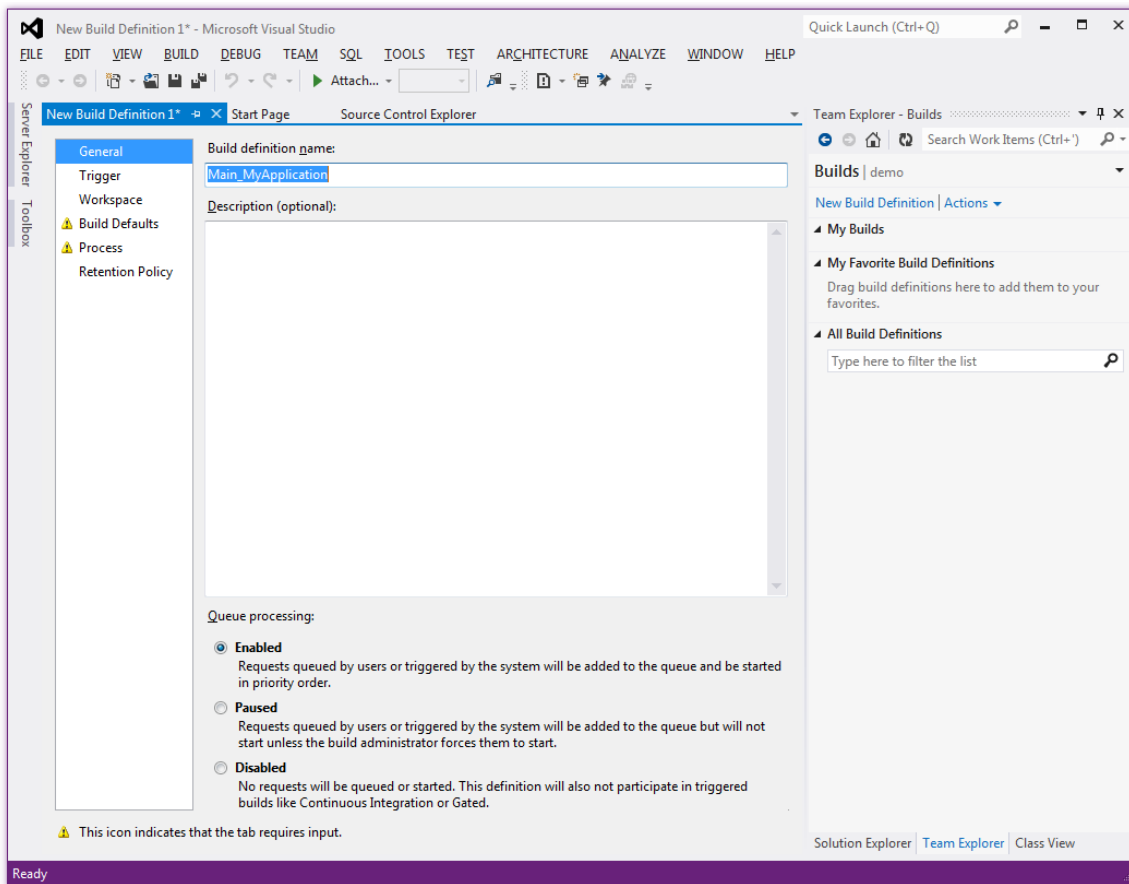 New Build Definition 1* - Microsoft Visual Studio
Quick Launch (Ctrl+Q)
FILE EDIT VIEW BUILD DEBUG TEAM SQL TOOLS TEST ARCHITECTURE ANALYZE WINDOW HELP
Attach...
Server Explorer
Toolbox
New Build Definition 1* Start Page Source Control Explorer
General
Trigger
Workspace
Build Defaults
Process
Retention Policy
Build definition name:
Main_MyApplication
Description (optional):
Queue processing:
Enabled
Requests queued by users or triggered by the system will be added to the queue and be started
in priority order.
Paused
Requests queued by users or triggered by the system will be added to the queue but will not
start unless the build administrator forces them to start.
Disabled
No requests will be queued or started. This definition will also not participate in triggered
builds like Continuous Integration or Gated.
This icon indicates that the tab requires input.
Team Explorer - Builds
Search Work Items (Ctrl+')
Builds | demo
New Build Definition | Actions
My Builds
My Favorite Build Definitions
Drag build definitions here to add them to your
favorites.
All Build Definitions
Type here to filter the list
Solution Explorer Team Explorer Class View
Ready